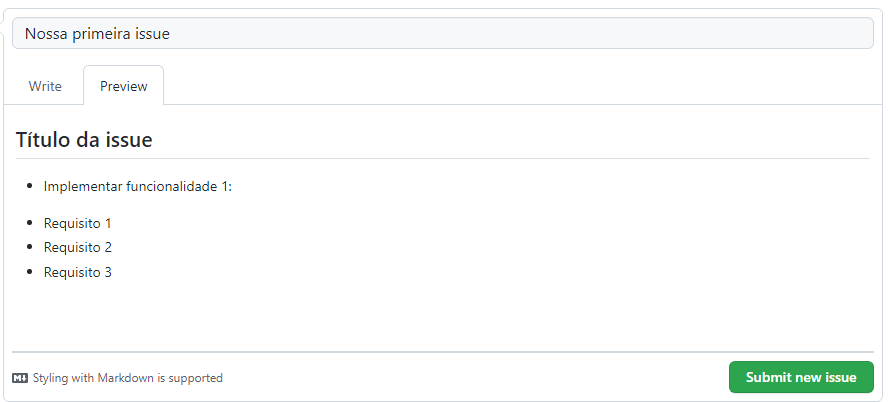 Nossa primeira issue
Write Preview
Título da issue
Implementar funcionalidade 1:
Requisito 1
Requisito 2
Requisito 3
Styling with Markdown is supported
Submit new issue